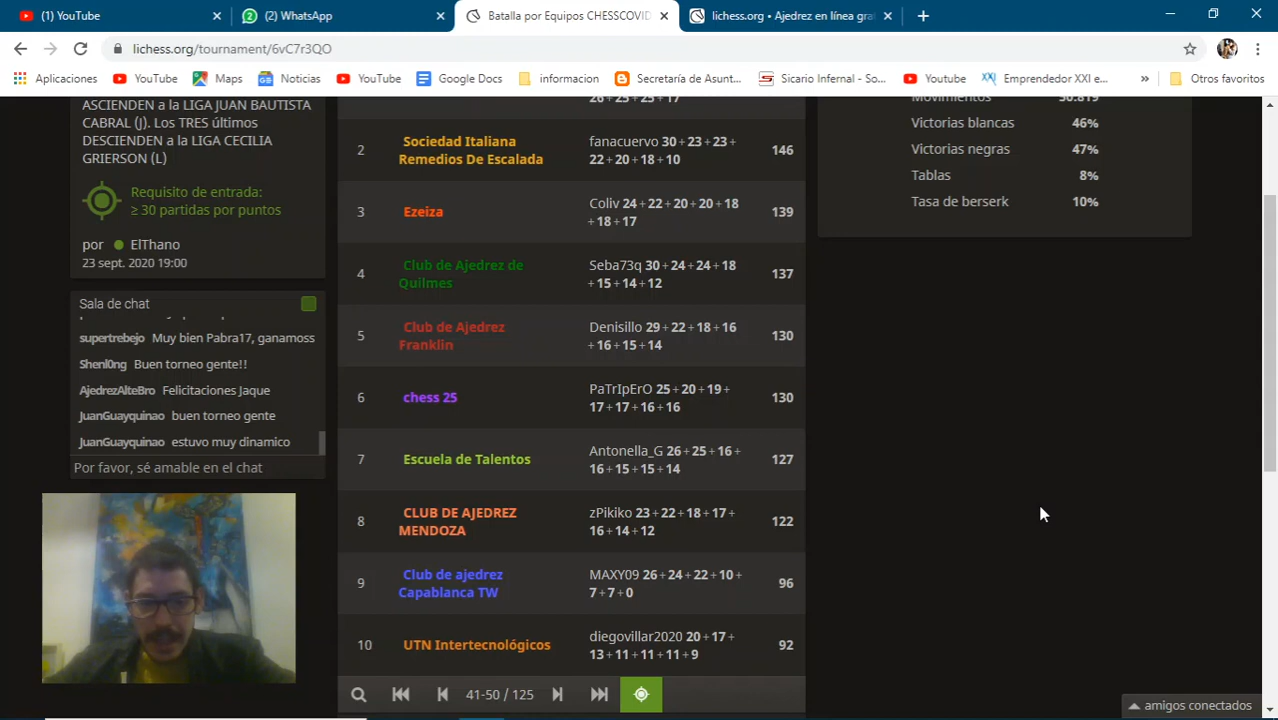 (1) YouTube
WhatsApp
Batalla por Equipos CHESSCOVID
lichess.org • Ajedrez en línea grat
lichess.org/tournament/6vC7r3QO
Aplicaciones
YouTube
Maps
Noticias
YouTube
Google Docs
informacion
Secretaría de Asunt...
Sicario Infernal - So...
Youtube
Emprendedor XXI e...
»
Otros favoritos
ASCIENDEN a la LIGA JUAN BAUTISTA
CABRAL (J). Los TRES últimos
DESCIENDEN a la LIGA CECILIA
GRIERSON (L)
Requisito de entrada:
≥ 30 partidas por puntos
por ElThano
23 sept. 2020 19:00
Sala de chat
supertrebejo Muy bien Pabra17, ganamoss
Shenl0ng Buen torneo gente!!
AjedrezAlteBro Felicitaciones Jaque
JuanGuayquinao buen torneo gente
JuanGuayquinao estuvo muy dinamico
Por favor, sé amable en el chat
26+25+25+17
2 Sociedad Italiana Remedios De Escalada fanacuervo 30+23+23+ 146
22+20+18+10
3 Ezeiza Coliv 24+22+20+20+18 139
+18+17
4 Club de Ajedrez de Quilmes Seba73q 30+24+24+18 137
+15+14+12
5 Club de Ajedrez Franklin Denisillo 29+22+18+16 130
+16+15+14
6 chess 25 PaTrIpErO 25+20+19+ 130
17+17+16+16
7 Escuela de Talentos Antonella_G 26+25+16+ 127
16+15+15+14
8 CLUB DE AJEDREZ MENDOZA zPikiko 23+22+18+17+ 122
16+14+12
9 Club de ajedrez Capablanca TW MAXY09 26+24+22+10+ 96
7+7+0
10 UTN Intertecnológicos diegovillar2020 20+17+ 92
13+11+11+11+9
41-50 / 125
Movimientos 30.819
Victorias blancas 46%
Victorias negras 47%
Tablas 8%
Tasa de berserk 10%
amigos conectados